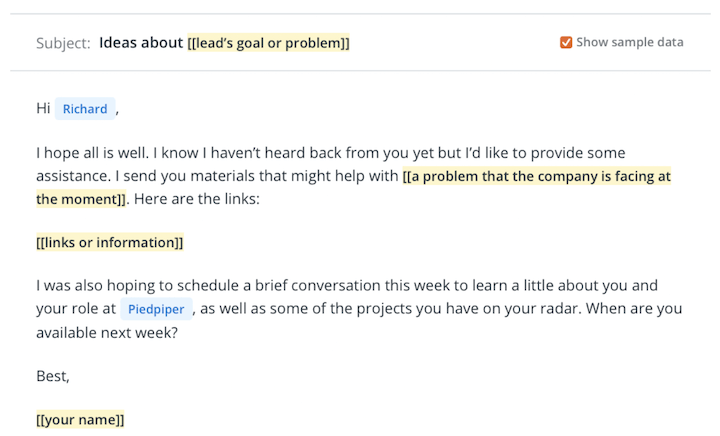 Subject: Ideas about [[lead's goal or problem]] Show sample data
Hi Richard ,
I hope all is well. I know I haven’t heard back from you yet but I’d like to provide some
assistance. I send you materials that might help with [[a problem that the company is facing at
the moment]]. Here are the links:
[[links or information]]
I was also hoping to schedule a brief conversation this week to learn a little about you and
your role at Piedpiper , as well as some of the projects you have on your radar. When are you
available next week?
Best,
[[your name]]